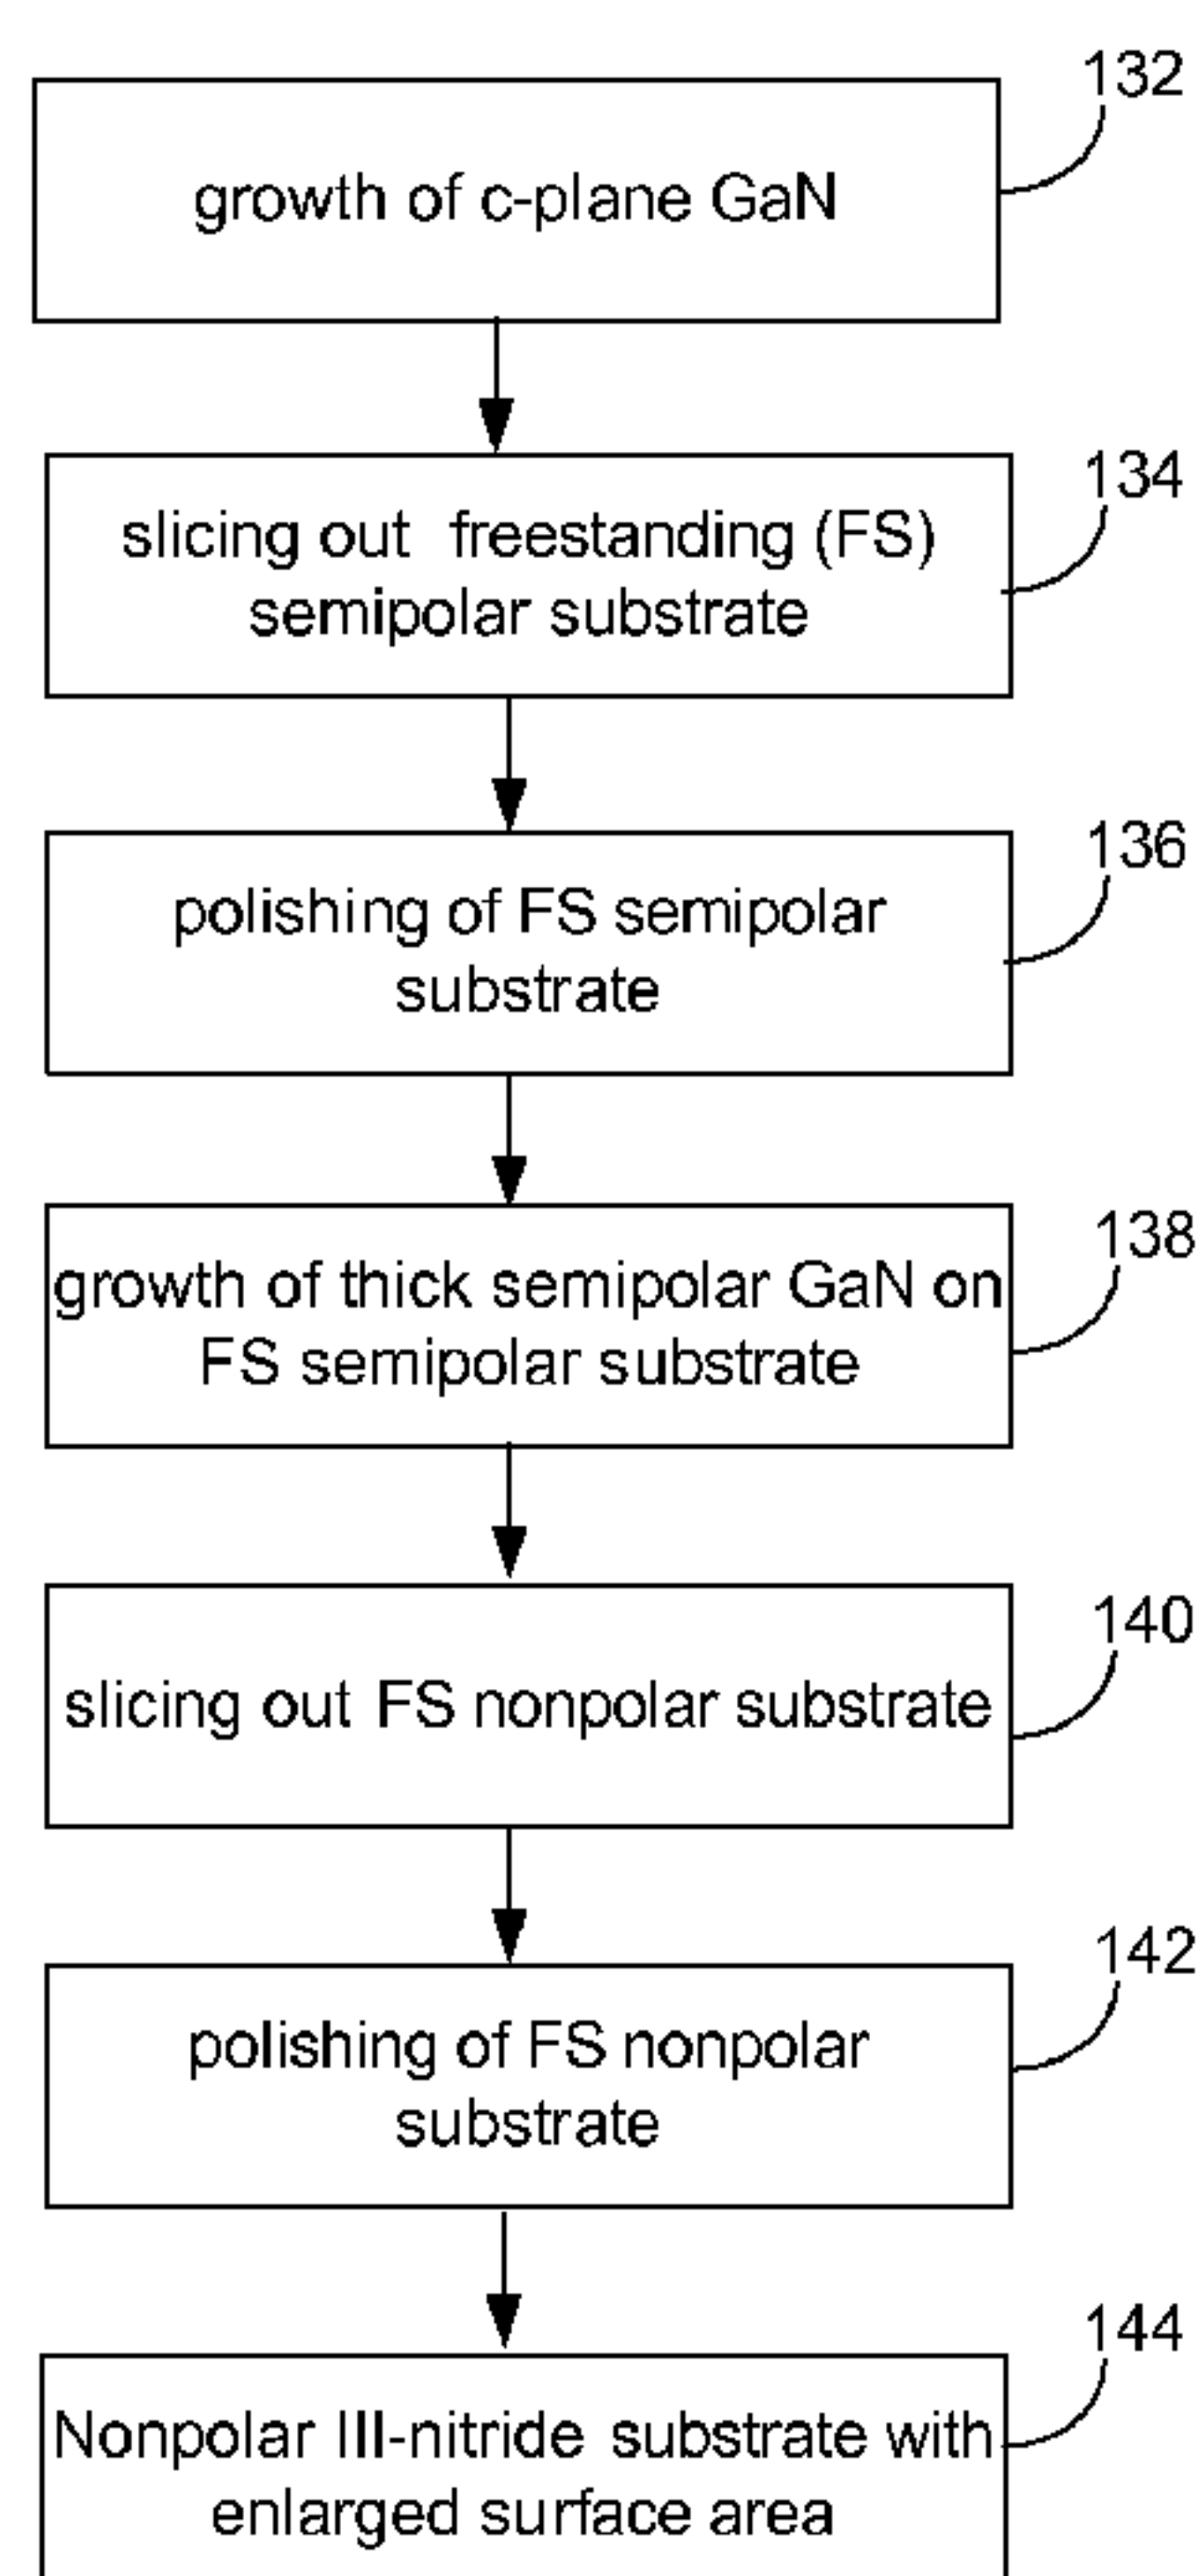 132
growth of c-plane GaN
134
slicing out freestanding (FS)
semipolar substrate
136
polishing of FS semipolar
substrate
138
growth of thick semipolar GaN on
FS semipolar substrate
140
slicing out FS nonpolar substrate
142
polishing of FS nonpolar
substrate
144
Nonpolar III-nitride substrate with
enlarged surface area